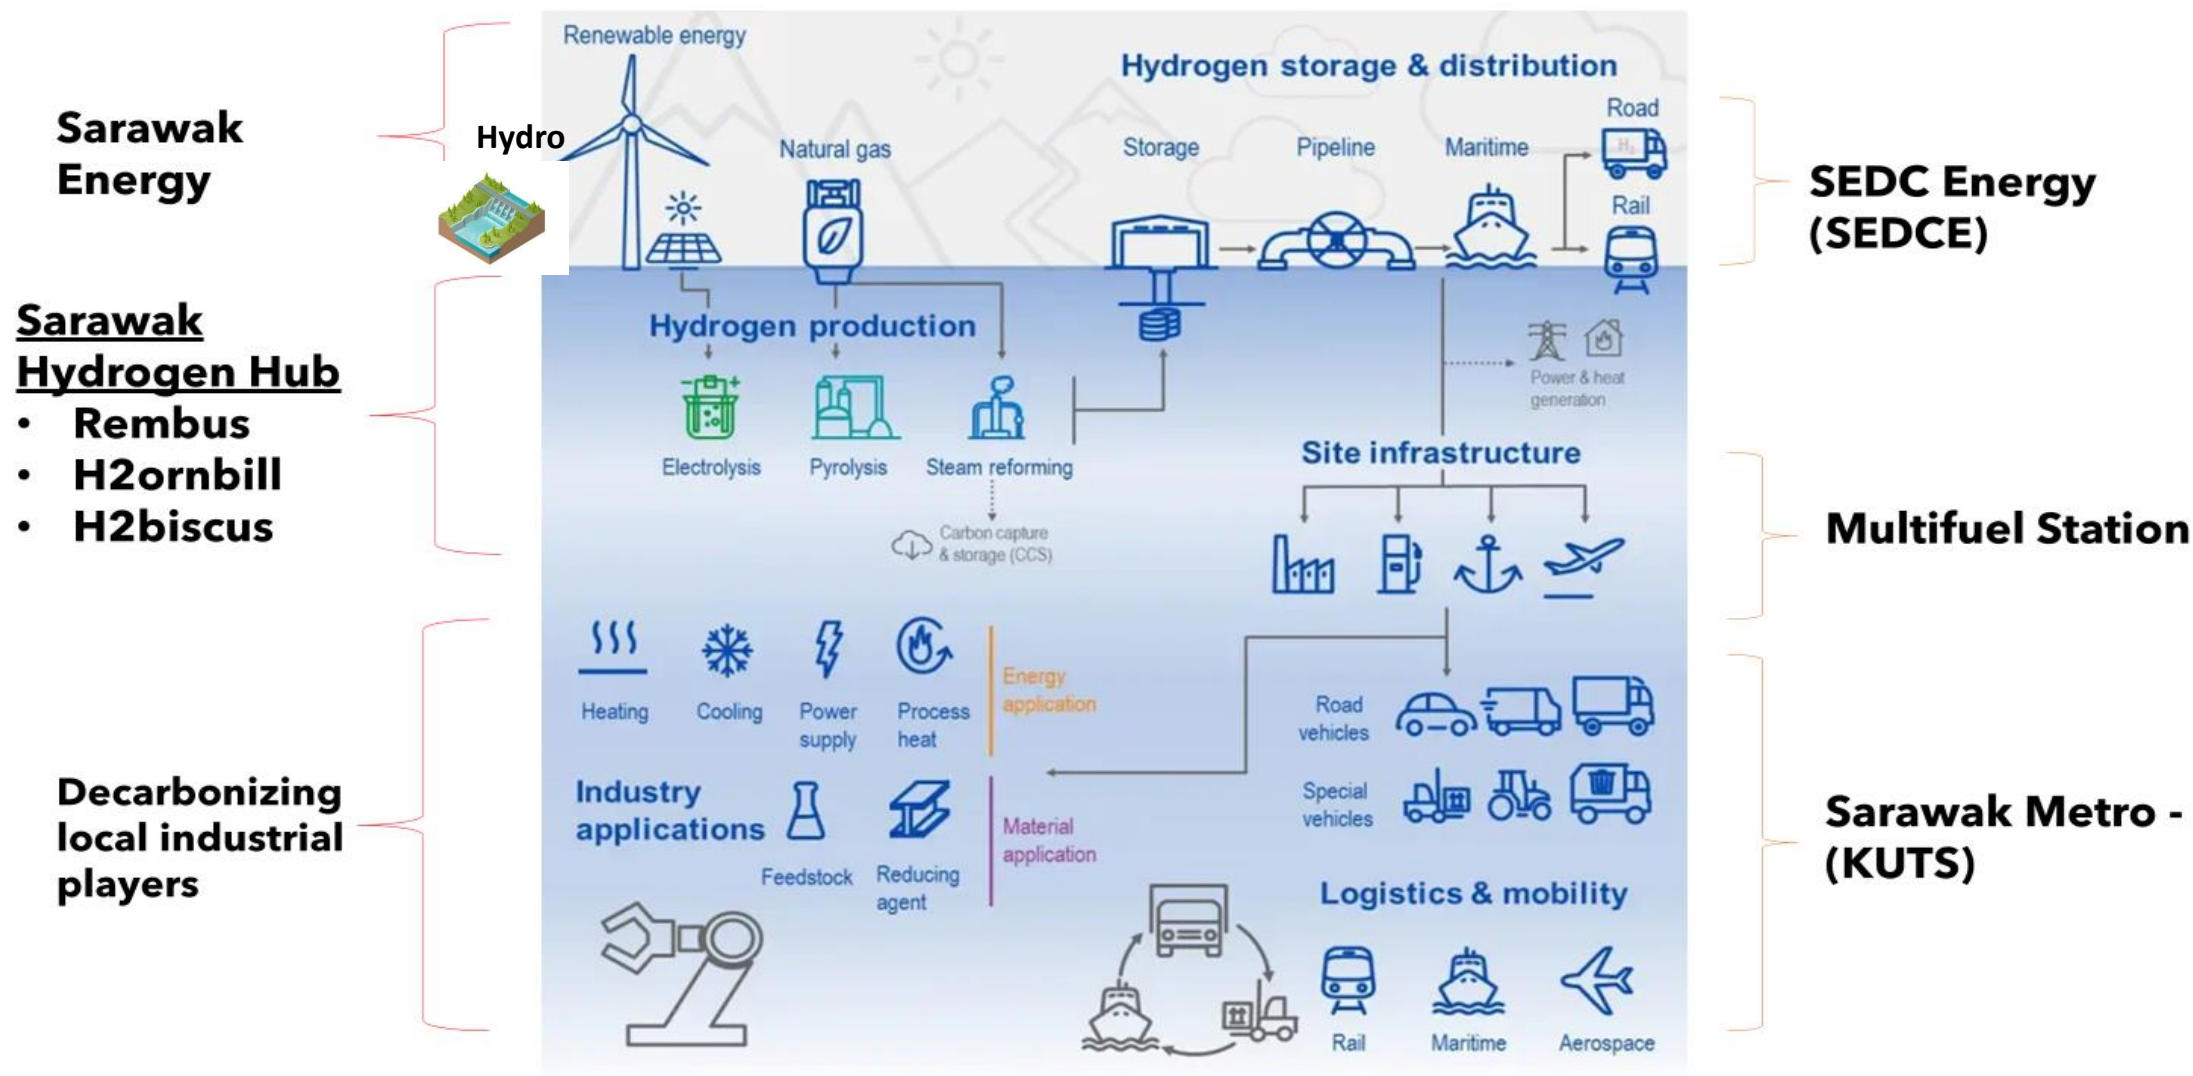 Sarawak
Energy
Sarawak
Hydrogen Hub
• Rembus
• H2ornbill
• H2biscus
Decarbonizing
local industrial
players
Renewable energy
Hydro
Natural gas
Hydrogen production
Electrolysis
Pyrolysis
Steam reforming
Carbon capture
& storage (CCS)
Hydrogen storage & distribution
Storage
Pipeline
Maritime
Road
H₂
Rail
Power & heat
generation
Site infrastructure
Heating
Cooling
Power
supply
Process
heat
Energy
application
Industry
applications
Feedstock
Reducing
agent
Material
application
Road
vehicles
Special
vehicles
Logistics & mobility
Rail
Maritime
Aerospace
SEDC Energy
(SEDCE)
Multifuel Station
Sarawak Metro -
(KUTS)